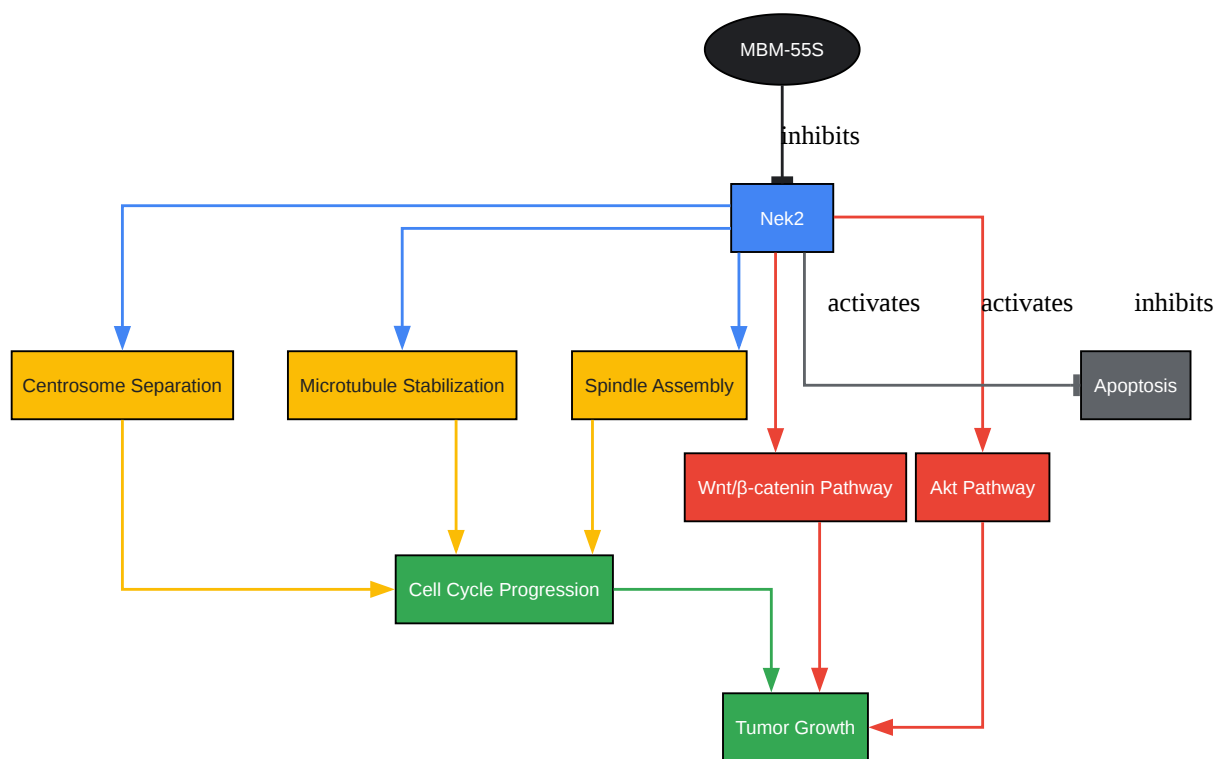 MBM-55S
inhibits
Nek2
activates
activates
inhibits
Centrosome Separation
Microtubule Stabilization
Spindle Assembly
Apoptosis
Wnt/β-catenin Pathway
Akt Pathway
Cell Cycle Progression
Tumor Growth